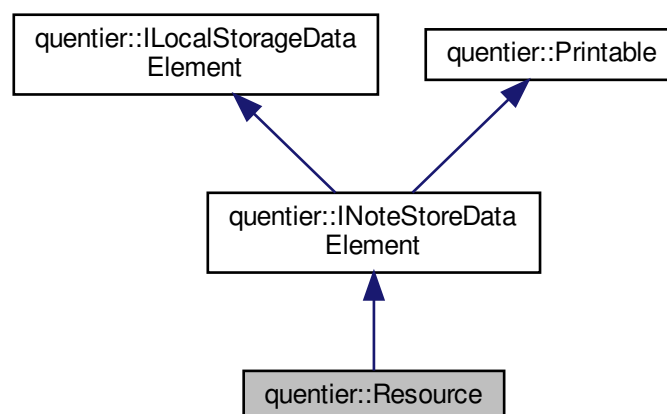 quentier::ILocalStorageData
Element
quentier::Printable
quentier::INoteStoreData
Element
quentier::Resource